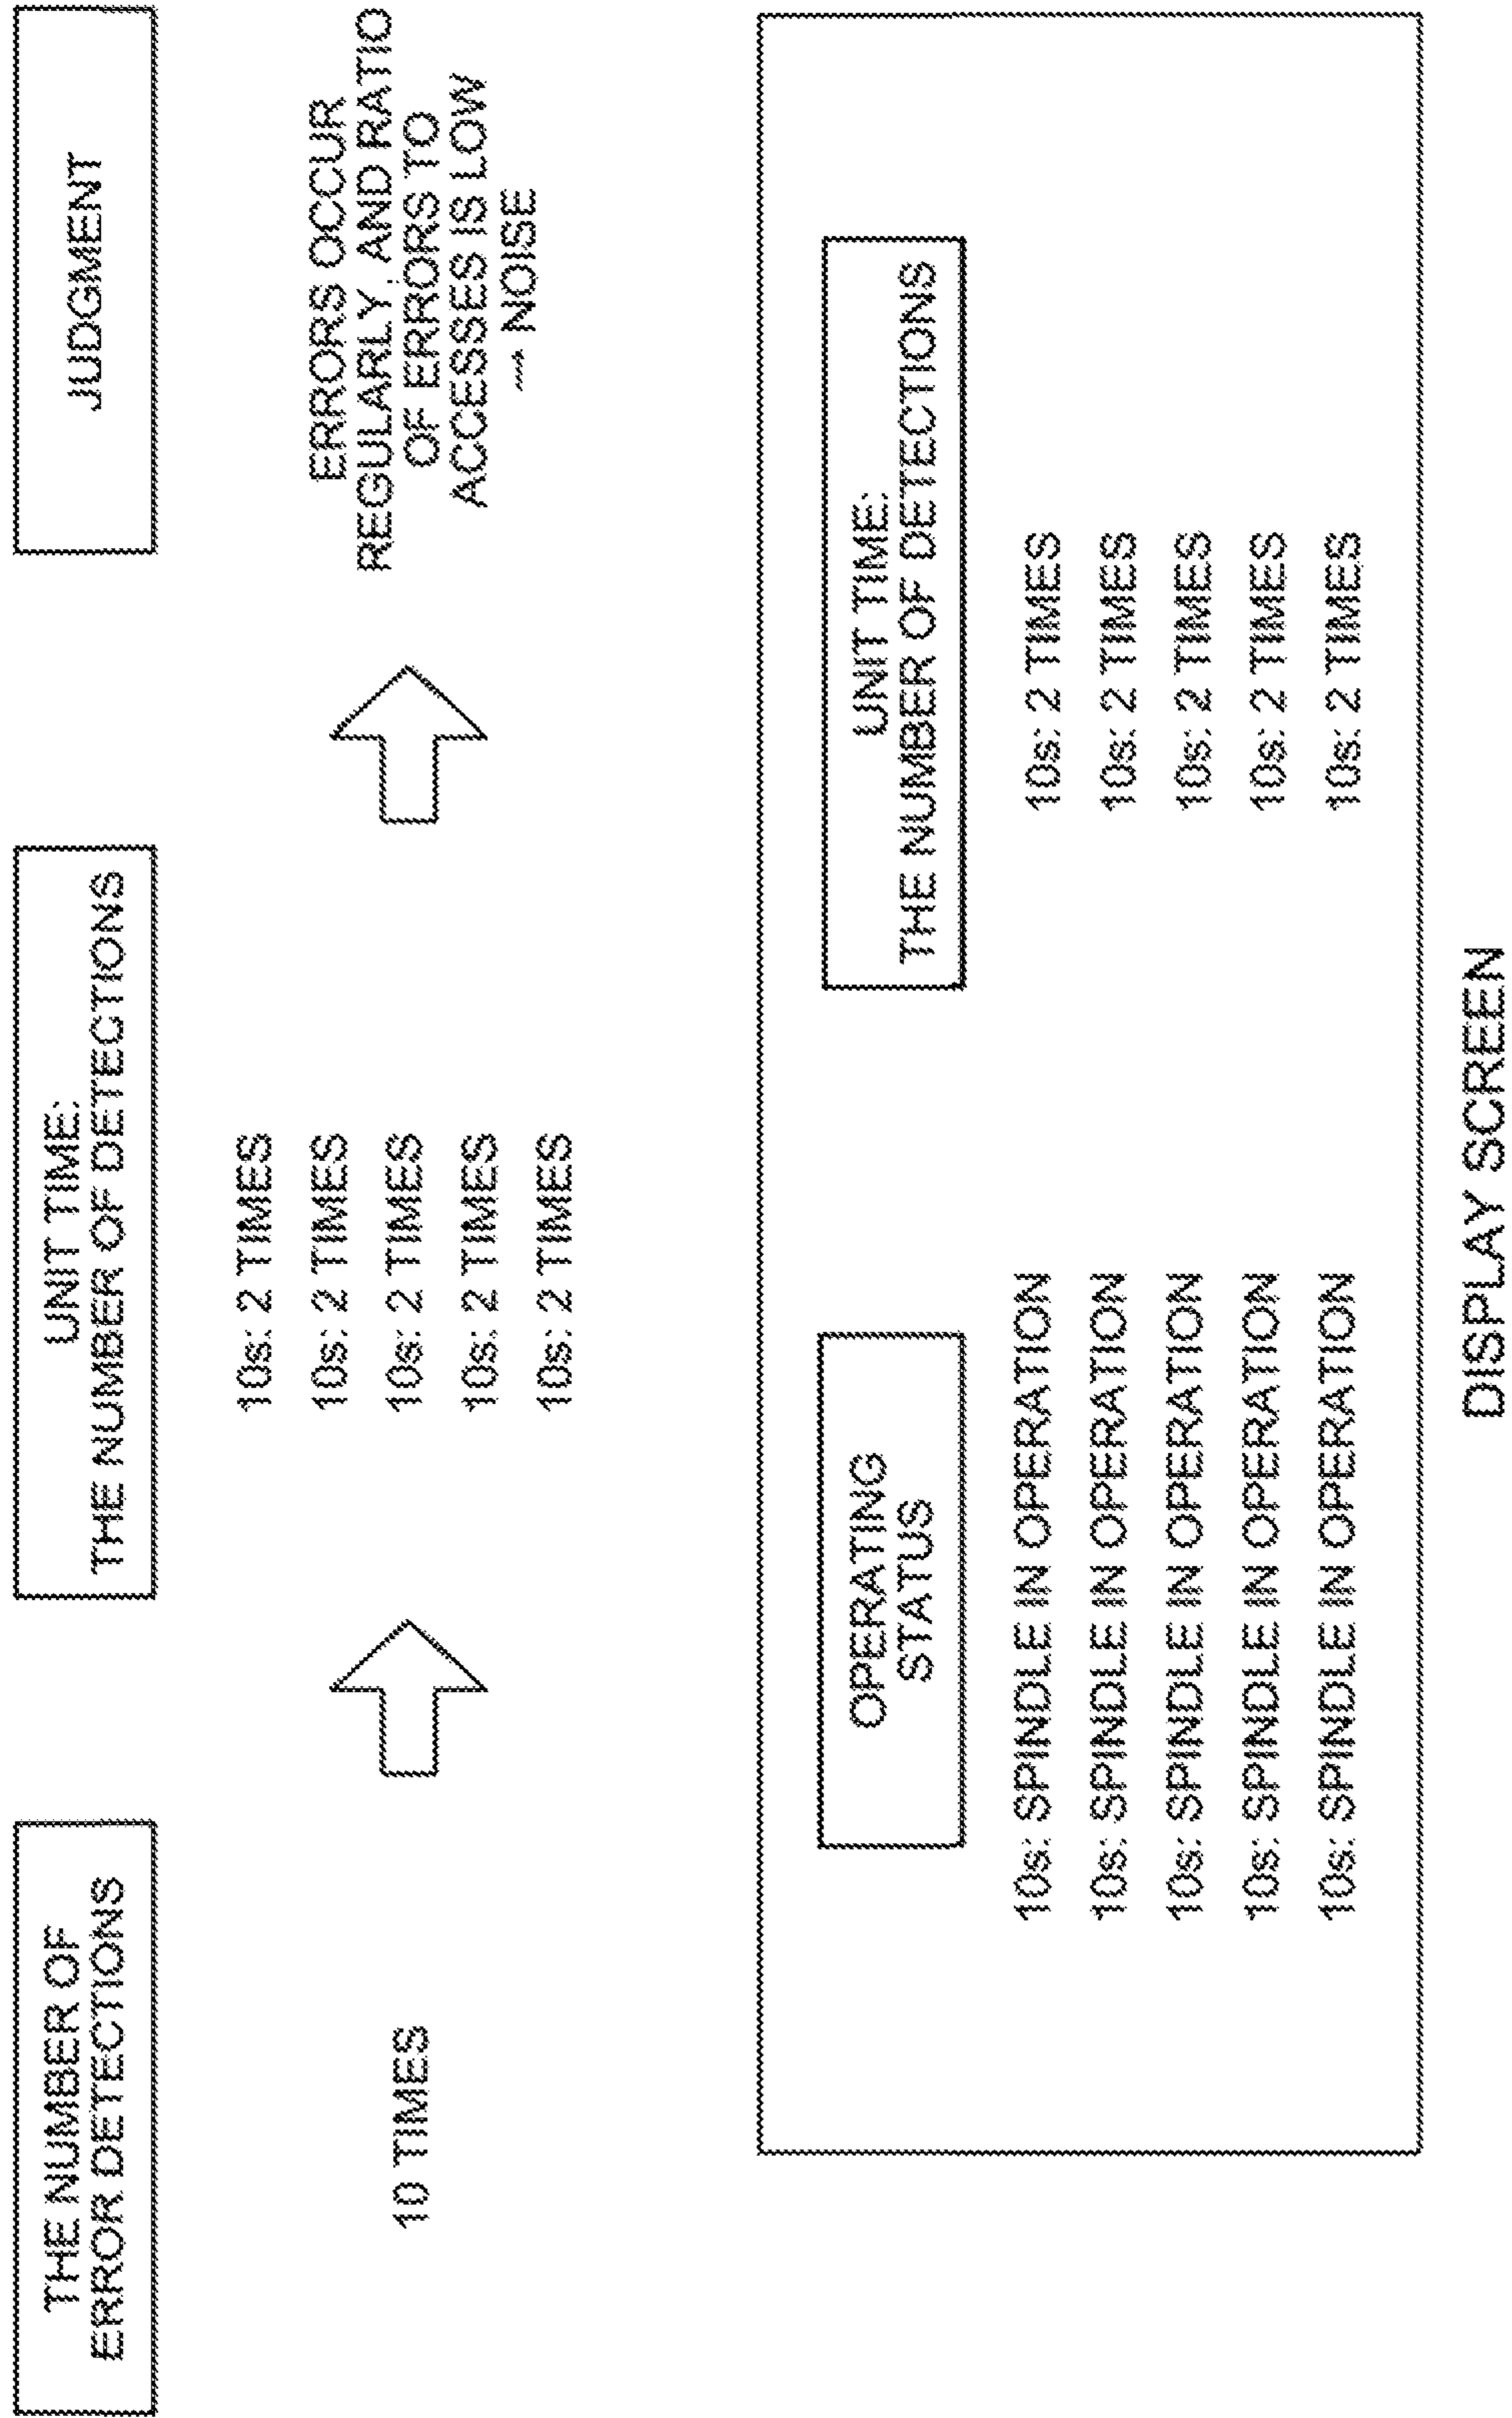 THE NUMBER OF
ERROR DETECTIONS
10 TIMES
UNIT TIME:
THE NUMBER OF DETECTIONS
10s: 2 TIMES
10s: 2 TIMES
10s: 2 TIMES
10s: 2 TIMES
10s: 2 TIMES
JUDGMENT
ERRORS OCCUR
REGULARLY, AND RATIO
OF ERRORS TO
ACCESSES IS LOW
→ NOISE
OPERATING
STATUS
10s: SPINDLE IN OPERATION
10s: SPINDLE IN OPERATION
10s: SPINDLE IN OPERATION
10s: SPINDLE IN OPERATION
10s: SPINDLE IN OPERATION
UNIT TIME:
THE NUMBER OF DETECTIONS
10s: 2 TIMES
10s: 2 TIMES
10s: 2 TIMES
10s: 2 TIMES
10s: 2 TIMES
DISPLAY SCREEN